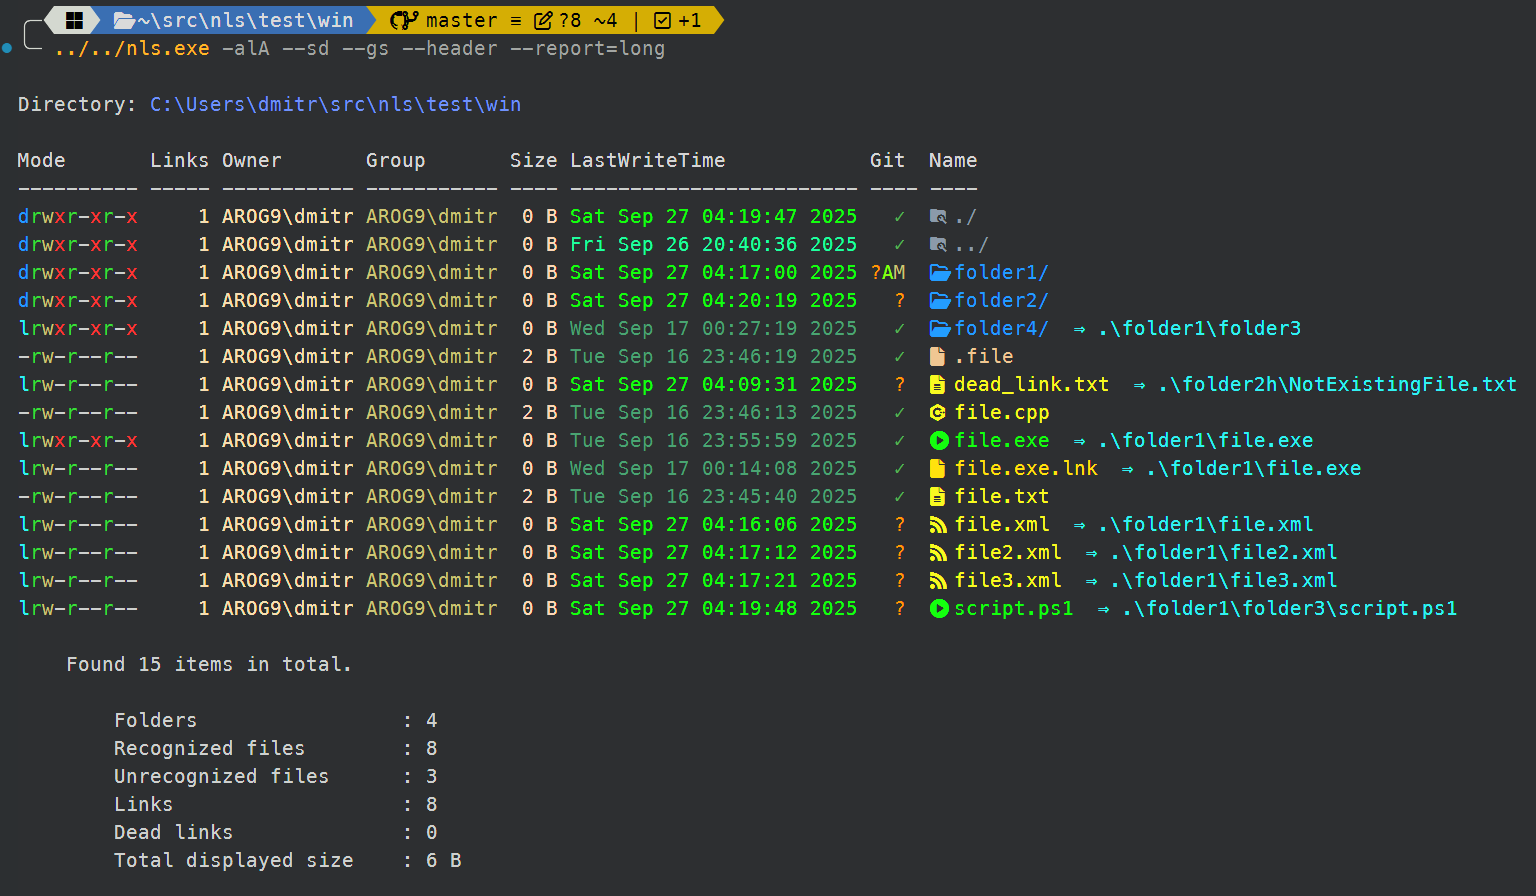 ~\src\nls\test\win master ≡ ?8 ~4 | +1
../../nls.exe -alA --sd --gs --header --report=long
Directory: C:\Users\dmitr\src\nls\test\win
Mode       Links Owner       Group       Size LastWriteTime            Git  Name
---------- ----- ----------- ----------- ---- ------------------------ ---- ----
drwxr-xr-x     1 AROG9\dmitr AROG9\dmitr  0 B Sat Sep 27 04:19:47 2025   ✓  ./
drwxr-xr-x     1 AROG9\dmitr AROG9\dmitr  0 B Fri Sep 26 20:40:36 2025   ✓  ../
drwxr-xr-x     1 AROG9\dmitr AROG9\dmitr  0 B Sat Sep 27 04:17:00 2025 ?AM  folder1/
drwxr-xr-x     1 AROG9\dmitr AROG9\dmitr  0 B Sat Sep 27 04:20:19 2025   ?  folder2/
lrwxr-xr-x     1 AROG9\dmitr AROG9\dmitr  0 B Wed Sep 17 00:27:19 2025   ✓  folder4/  ⇒ .\folder1\folder3
-rw-r--r--     1 AROG9\dmitr AROG9\dmitr  2 B Tue Sep 16 23:46:19 2025   ✓  .file
lrw-r--r--     1 AROG9\dmitr AROG9\dmitr  0 B Sat Sep 27 04:09:31 2025   ?  dead_link.txt  ⇒ .\folder2h\NotExistingFile.txt
-rw-r--r--     1 AROG9\dmitr AROG9\dmitr  2 B Tue Sep 16 23:46:13 2025   ✓  file.cpp
lrwxr-xr-x     1 AROG9\dmitr AROG9\dmitr  0 B Tue Sep 16 23:55:59 2025   ✓  file.exe  ⇒ .\folder1\file.exe
lrw-r--r--     1 AROG9\dmitr AROG9\dmitr  0 B Wed Sep 17 00:14:08 2025   ✓  file.exe.lnk  ⇒ .\folder1\file.exe
-rw-r--r--     1 AROG9\dmitr AROG9\dmitr  2 B Tue Sep 16 23:45:40 2025   ✓  file.txt
lrw-r--r--     1 AROG9\dmitr AROG9\dmitr  0 B Sat Sep 27 04:16:06 2025   ?  file.xml  ⇒ .\folder1\file.xml
lrw-r--r--     1 AROG9\dmitr AROG9\dmitr  0 B Sat Sep 27 04:17:12 2025   ?  file2.xml  ⇒ .\folder1\file2.xml
lrw-r--r--     1 AROG9\dmitr AROG9\dmitr  0 B Sat Sep 27 04:17:21 2025   ?  file3.xml  ⇒ .\folder1\file3.xml
lrw-r--r--     1 AROG9\dmitr AROG9\dmitr  0 B Sat Sep 27 04:19:48 2025   ?  script.ps1  ⇒ .\folder1\folder3\script.ps1
Found 15 items in total.
Folders                 : 4
Recognized files        : 8
Unrecognized files      : 3
Links                   : 8
Dead links              : 0
Total displayed size    : 6 B